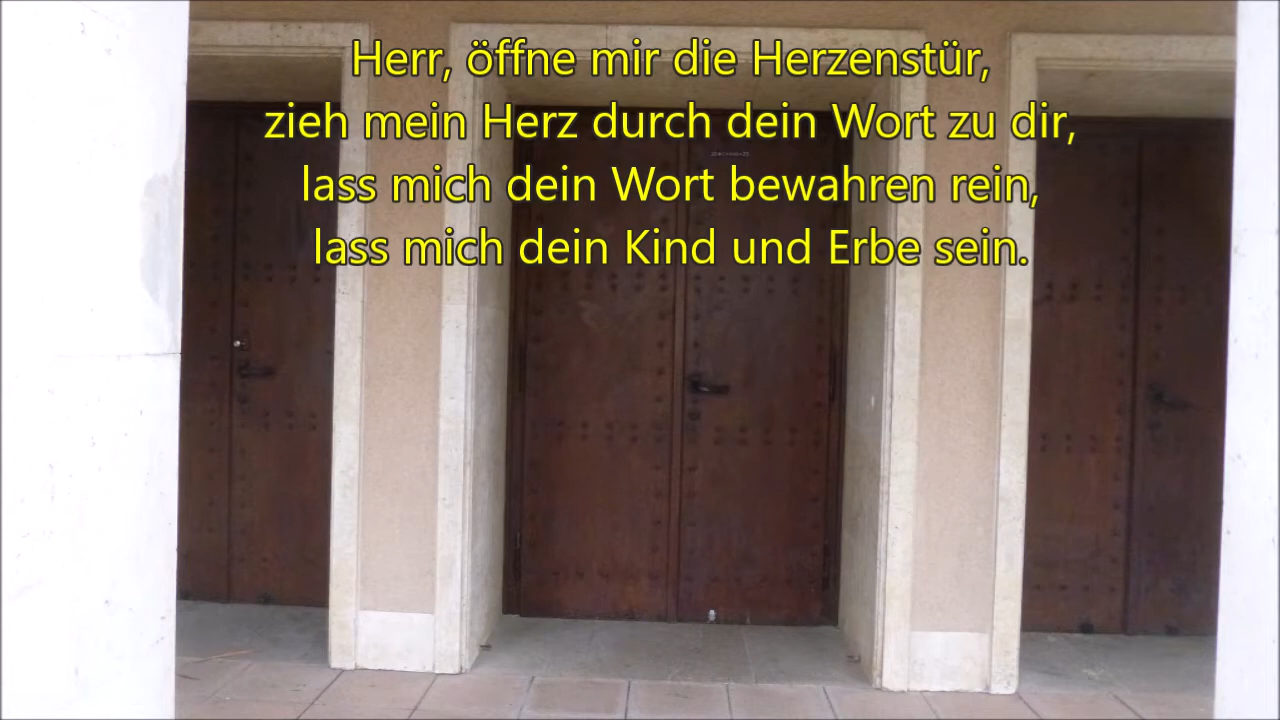 Herr, öffne mir die Herzenstür,
zieh mein Herz durch dein Wort zu dir,
lass mich dein Wort bewahren rein,
lass mich dein Kind und Erbe sein.